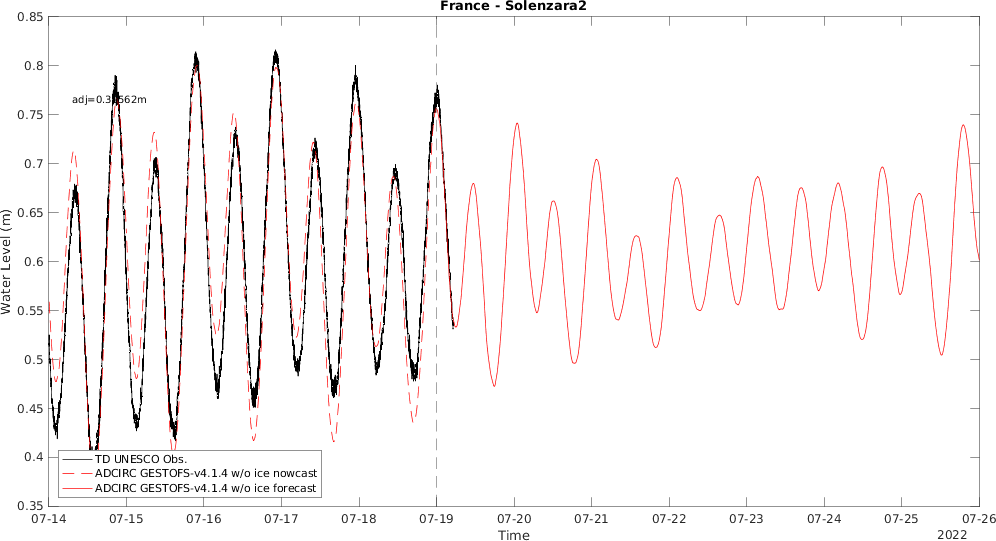 France - Solenzara2
0.85
0.8
0.75
0.7
0.65
0.6
0.55
0.5
0.45
0.4
0.35
Water Level (m)
TD UNESCO Obs.
ADCIRC GESTOFS-v4.1.4 w/o ice nowcast
ADCIRC GESTOFS-v4.1.4 w/o ice forecast
07-14 07-15 07-16 07-17 07-18 07-19 07-20 07-21 07-22 07-23 07-24 07-25 07-26
Time
2022